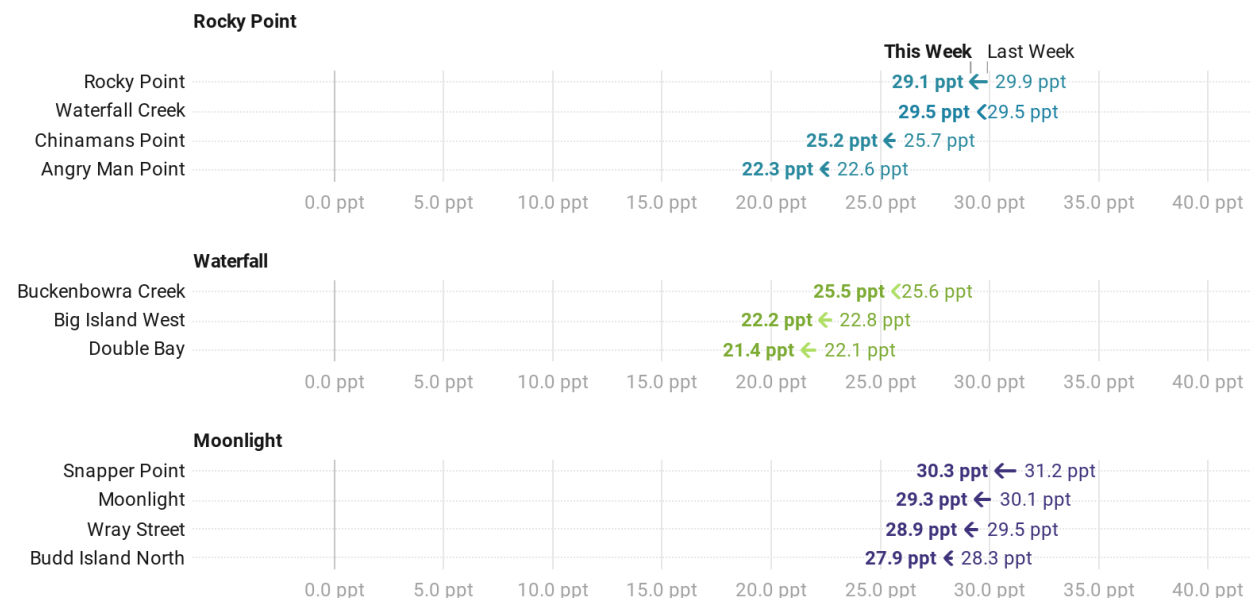 Rocky Point
This Week Last Week
Rocky Point 29.1 ppt 29.9 ppt
Waterfall Creek 29.5 ppt 29.5 ppt
Chinamans Point 25.2 ppt 25.7 ppt
Angry Man Point 22.3 ppt 22.6 ppt
0.0 ppt 5.0 ppt 10.0 ppt 15.0 ppt 20.0 ppt 25.0 ppt 30.0 ppt 35.0 ppt 40.0 ppt
Waterfall
Buckenbowra Creek 25.5 ppt 25.6 ppt
Big Island West 22.2 ppt 22.8 ppt
Double Bay 21.4 ppt 22.1 ppt
0.0 ppt 5.0 ppt 10.0 ppt 15.0 ppt 20.0 ppt 25.0 ppt 30.0 ppt 35.0 ppt 40.0 ppt
Moonlight
Snapper Point 30.3 ppt 31.2 ppt
Moonlight 29.3 ppt 30.1 ppt
Wray Street 28.9 ppt 29.5 ppt
Budd Island North 27.9 ppt 28.3 ppt
0.0 ppt 5.0 ppt 10.0 ppt 15.0 ppt 20.0 ppt 25.0 ppt 30.0 ppt 35.0 ppt 40.0 ppt